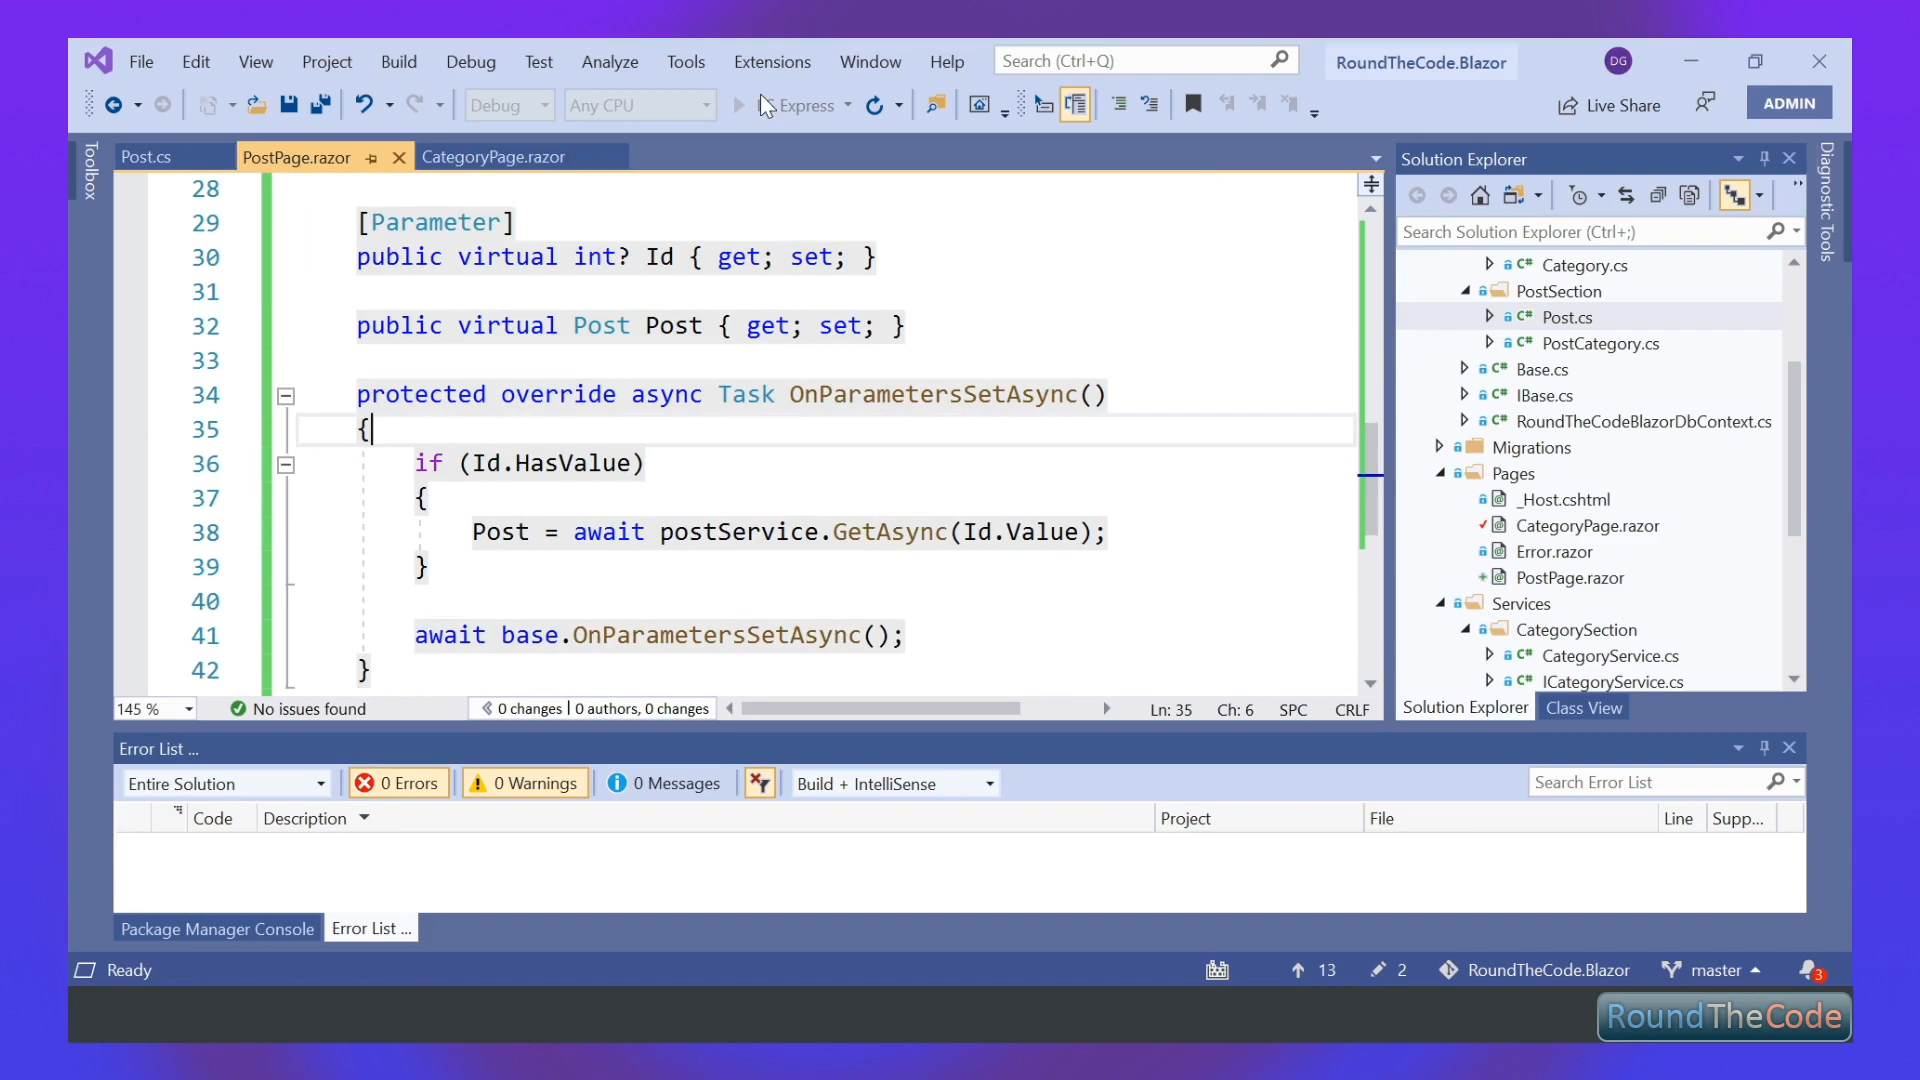 File Edit View Project Build Debug Test Analyze Tools Extensions Window Help Search (Ctrl+Q) RoundTheCode.Blazor DG
Debug Any CPU Express Live Share ADMIN
Toolbox
Post.cs PostPage.razor CategoryPage.razor
28
29 [Parameter]
30 public virtual int? Id { get; set; }
31
32 public virtual Post Post { get; set; }
33
34 protected override async Task OnParametersSetAsync()
35 {
36 if (Id.HasValue)
37 {
38 Post = await postService.GetAsync(Id.Value);
39 }
40
41 await base.OnParametersSetAsync();
42 }
145 % No issues found 0 changes | 0 authors, 0 changes Ln: 35 Ch: 6 SPC CRLF
Solution Explorer
Search Solution Explorer (Ctrl+;)
C# Category.cs
PostSection
C# Post.cs
C# PostCategory.cs
C# Base.cs
C# IBase.cs
C# RoundTheCodeBlazorDbContext.cs
Migrations
Pages
_Host.cshtml
CategoryPage.razor
Error.razor
PostPage.razor
Services
CategorySection
C# CategoryService.cs
C# ICategoryService.cs
Solution Explorer Class View
Diagnostic Tools
Error List ...
Entire Solution 0 Errors 0 Warnings 0 Messages Build + IntelliSense Search Error List
Code Description Project File Line Supp...
Package Manager Console Error List ...
Ready 13 2 RoundTheCode.Blazor master 3
RoundTheCode